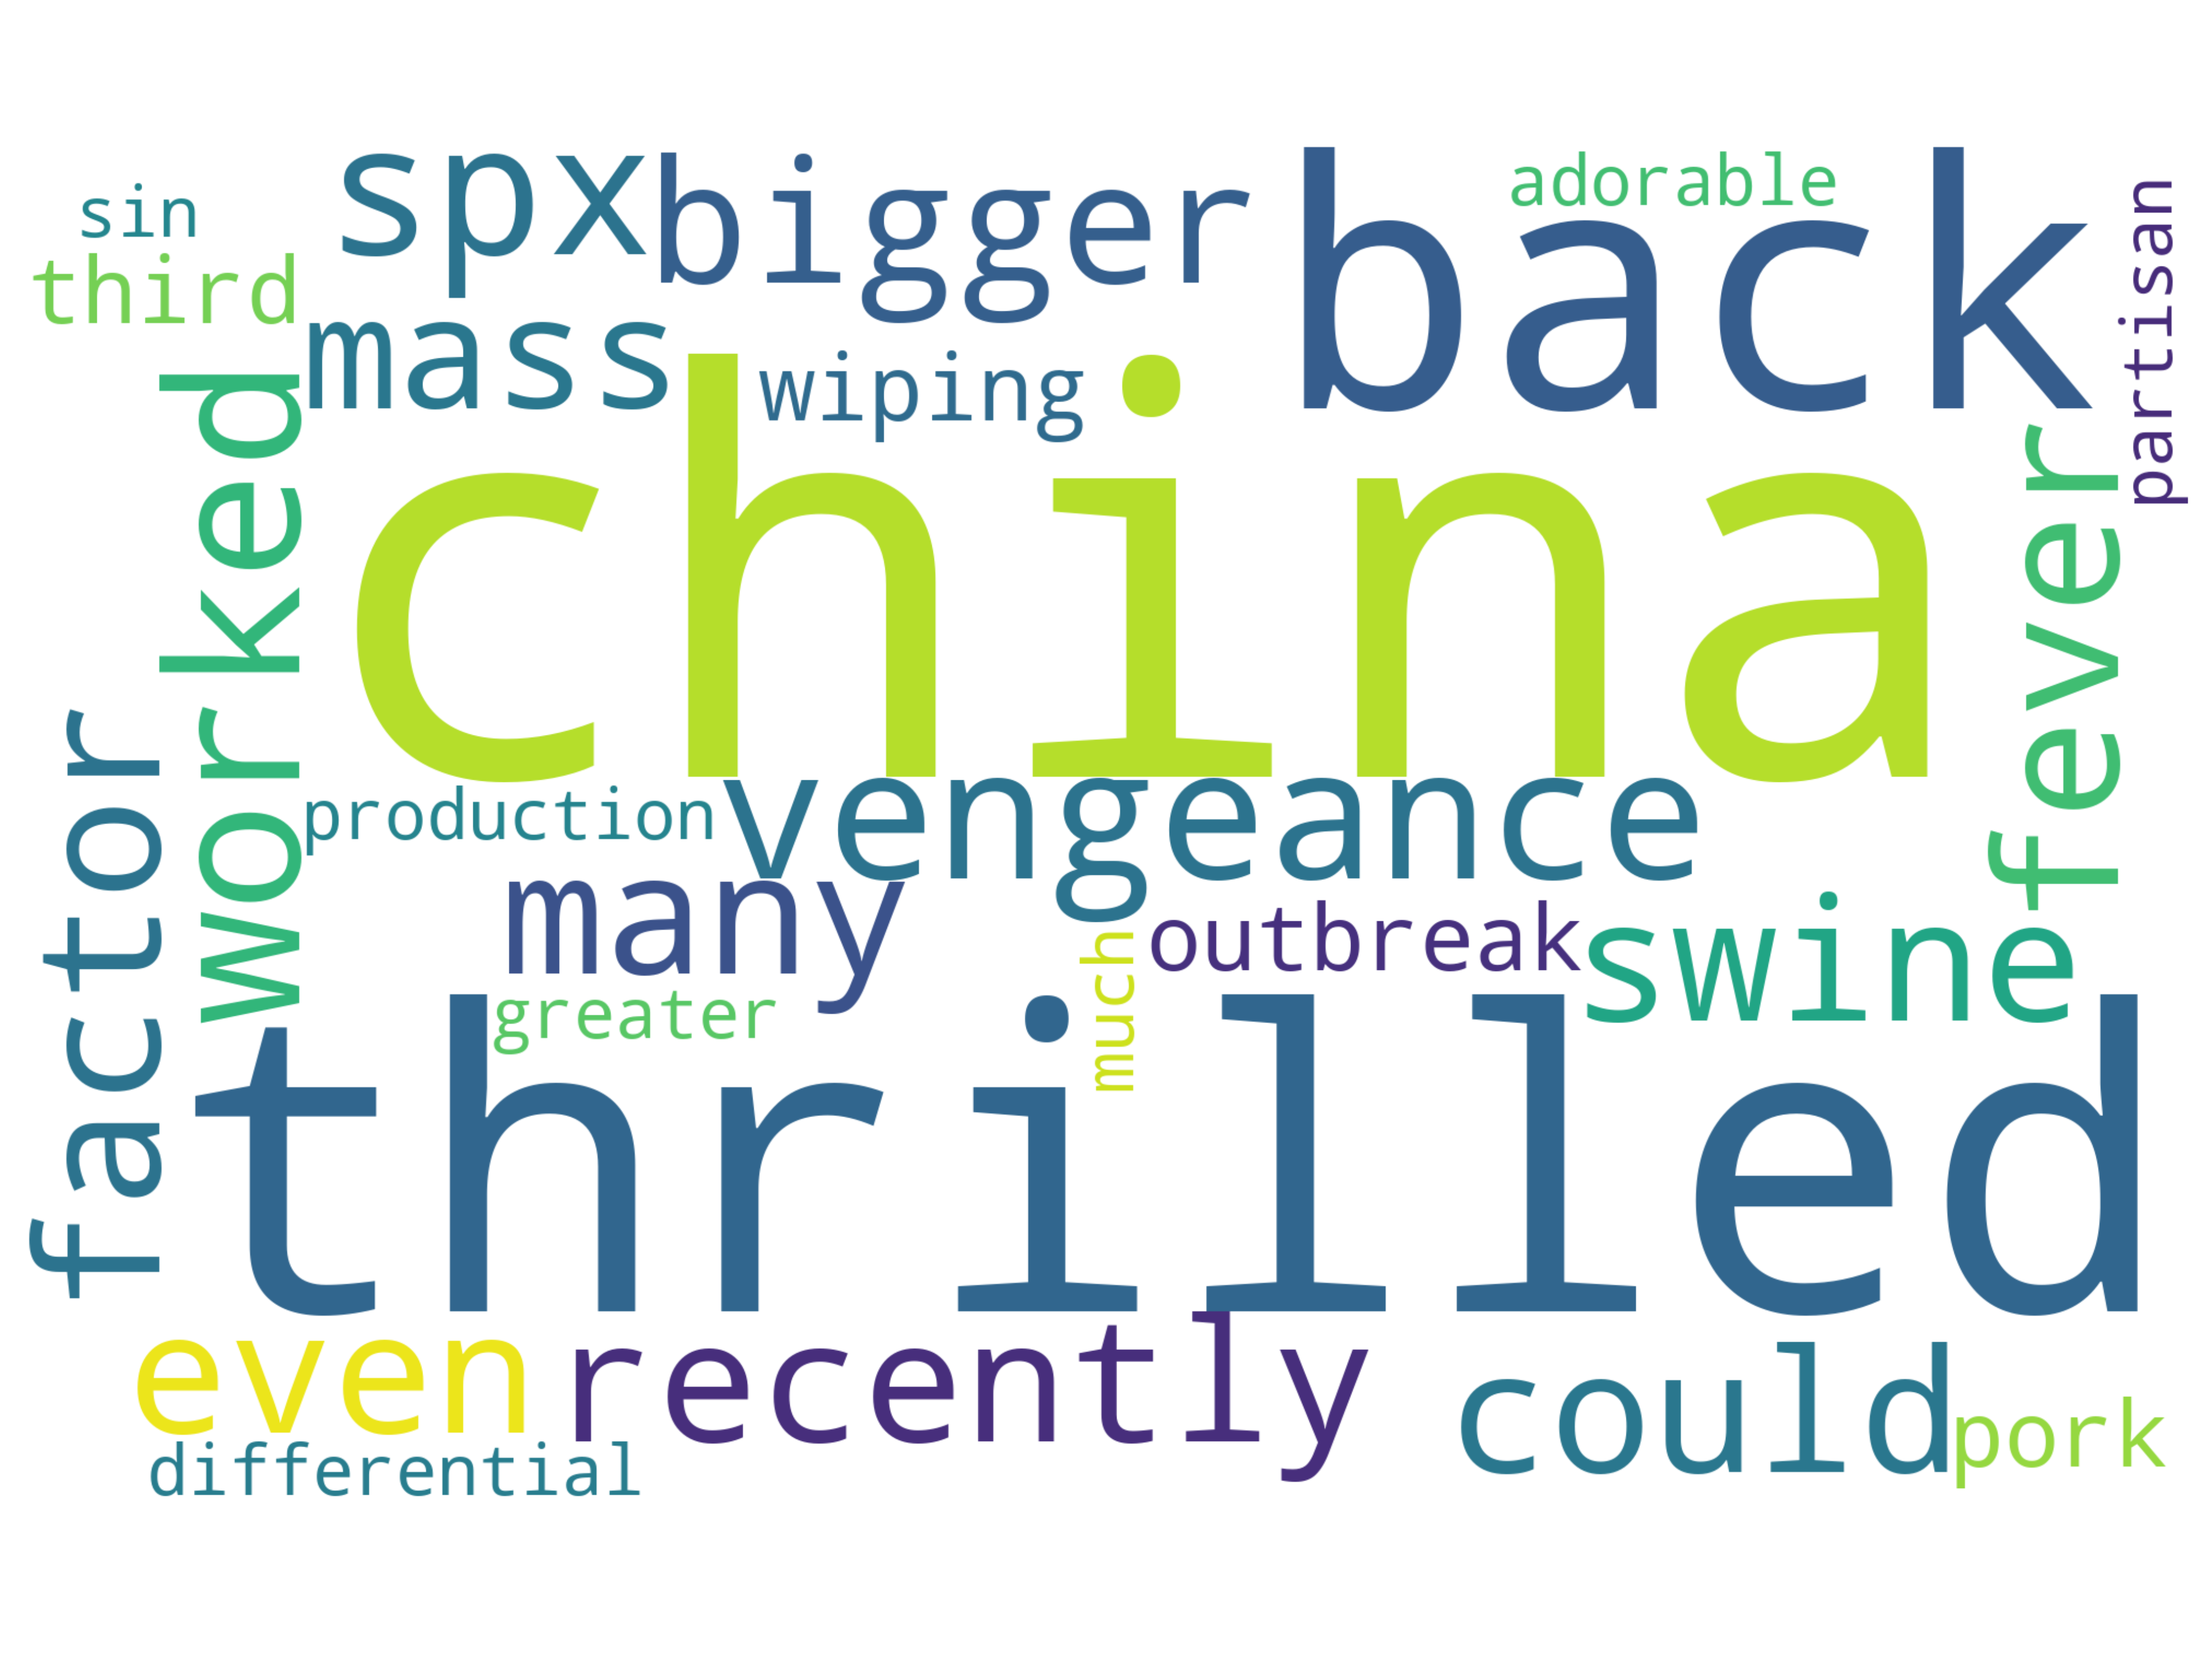 sin
third
spx
bigger
back
adorable
partisan
mass
wiping
worked
china
fever
factor
production
vengeance
many
outbreak
swine
greater
much
thrilled
even
recently
could
pork
differential